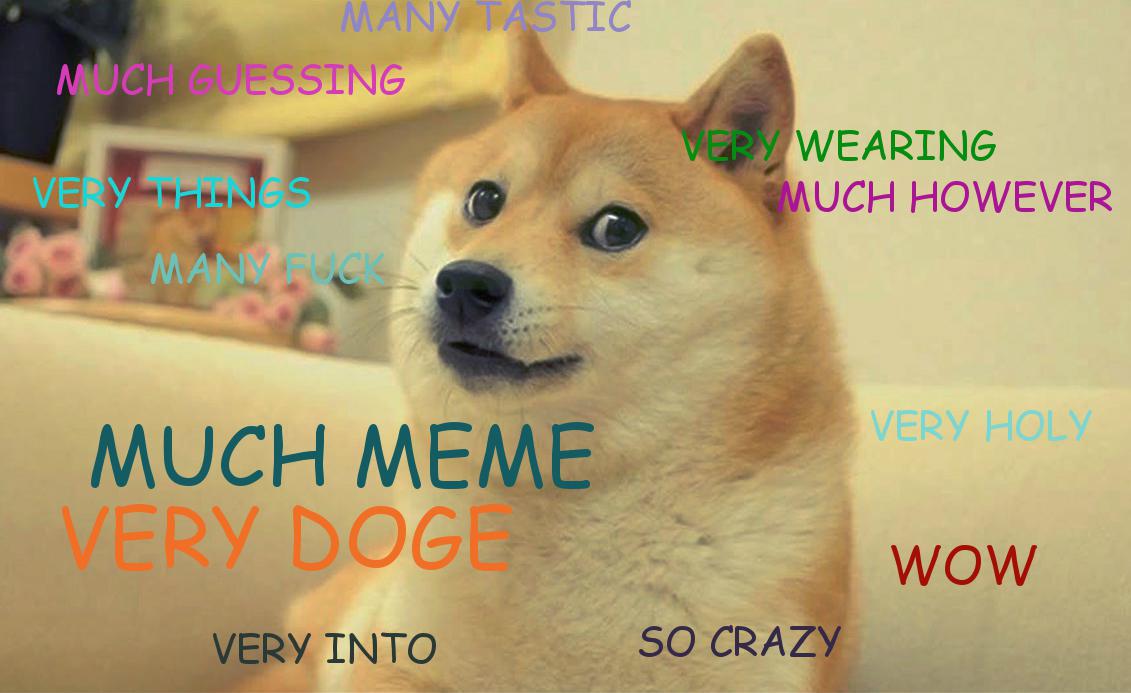 MANY TASTIC
MUCH GUESSING
VERY WEARING
VERY THINGS
MUCH HOWEVER
MANY FUCK
VERY HOLY
MUCH MEME
VERY DOGE
WOW
VERY INTO
SO CRAZY